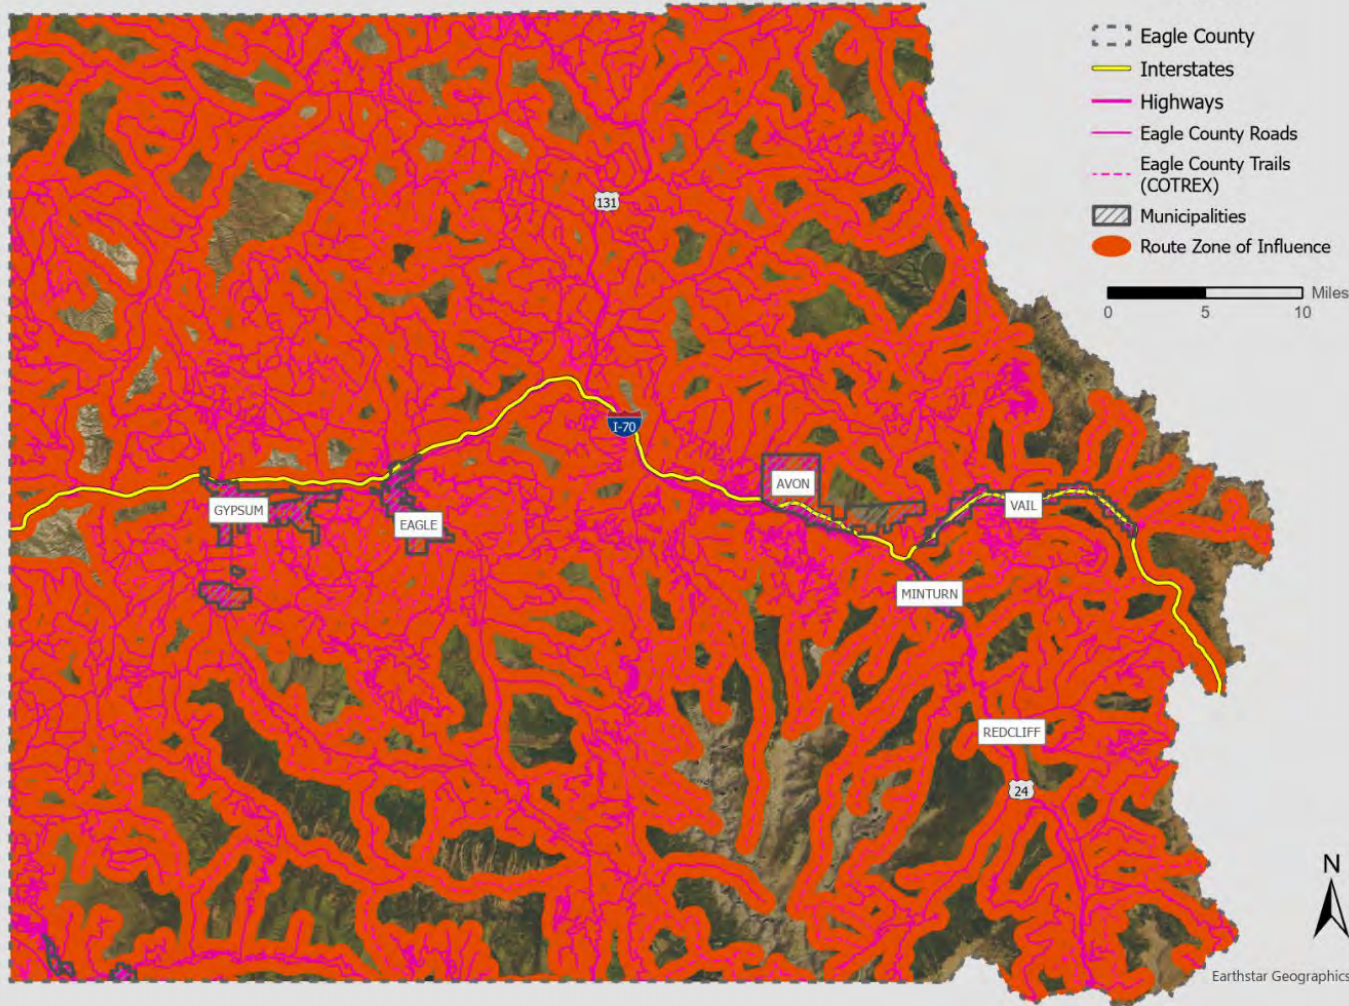 Eagle County
Interstates
Highways
Eagle County Roads
Eagle County Trails
(COTREX)
Municipalities
Route Zone of Influence
Miles
0 5 10
131
I-70
AVON
GYPSUM
EAGLE
VAIL
MINTURN
REDCLIFF
24
N
Earthstar Geographics